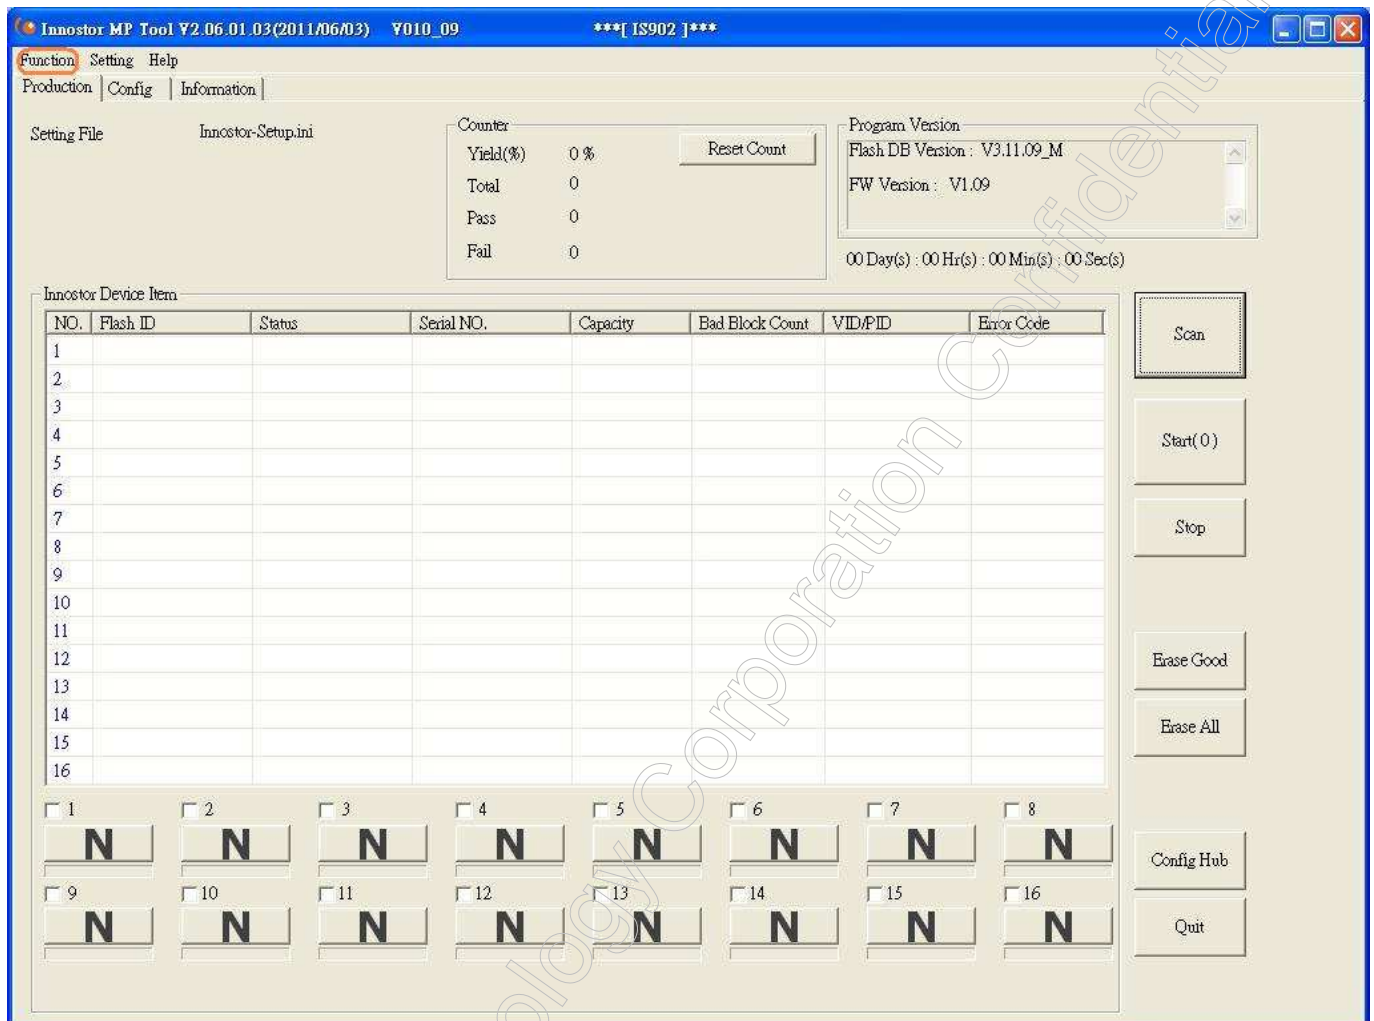 Innostor MP Tool V2.06.01.03(2011/06/03) V010_09 ***[ IS902 ]***
Function Setting Help
Production Config Information
Setting File Innostor-Setup.ini
Counter
Yield(%) 0 %
Reset Count
Total 0
Pass 0
Fail 0
Program Version
Flash DB Version : V3.11.09_M
FW Version : V1.09
00 Day(s) : 00 Hr(s) : 00 Min(s) : 00 Sec(s)
Innostor Device Item
NO. Flash ID Status Serial NO. Capacity Bad Block Count VID/PID Error Code
1
2
3
4
5
6
7
8
9
10
11
12
13
14
15
16
Scan
Start( 0 )
Stop
Erase Good
Erase All
Config Hub
Quit
1 2 3 4 5 6 7 8
N N N N N N N N
9 10 11 12 13 14 15 16
N N N N N N N N
ology Corporation Confidential